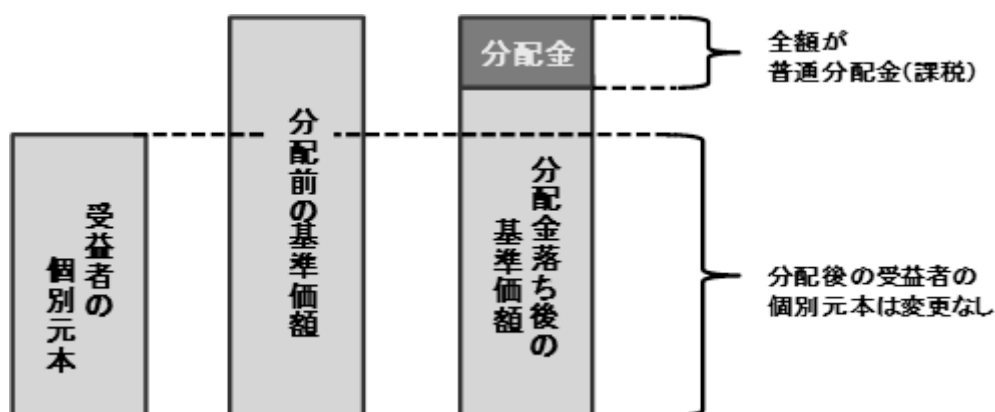 受益者の
個別元本
分配前の基準価額
分配金
分配金落ち後の
基準価額
全額が
普通分配金(課税)
分配後の受益者の
個別元本は変更なし